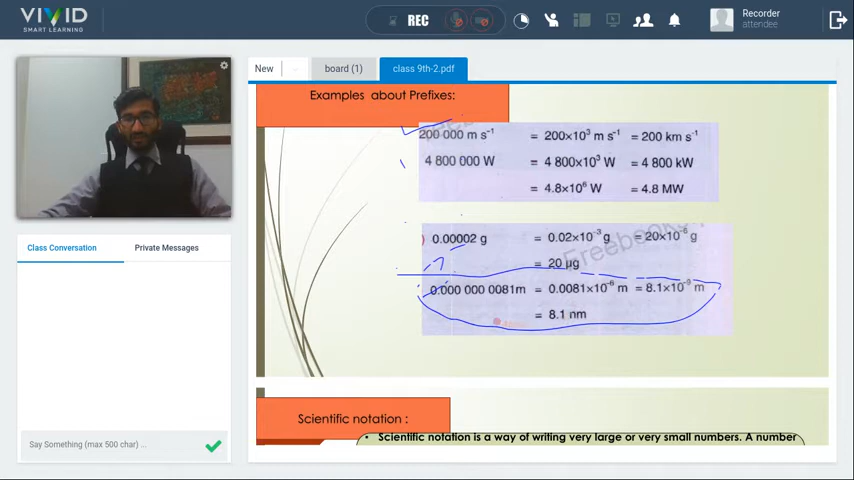 VIVID
SMART LEARNING
REC
Recorder
attendee
New
board (1)
class 9th-2.pdf
Examples about Prefixes:
200 000 m s⁻¹ = 200×10³ m s⁻¹ = 200 km s⁻¹
4 800 000 W = 4 800×10³ W = 4 800 kW
= 4.8×10⁶ W = 4.8 MW
) 0.00002 g = 0.02×10⁻³ g = 20×10⁻⁶ g
= 20 µg
0.000 000 0081m = 0.0081×10⁻⁶ m = 8.1×10⁻⁹ m
= 8.1 nm
Class Conversation
Private Messages
Say Something (max 500 char) ...
Scientific notation :
• Scientific notation is a way of writing very large or very small numbers. A number